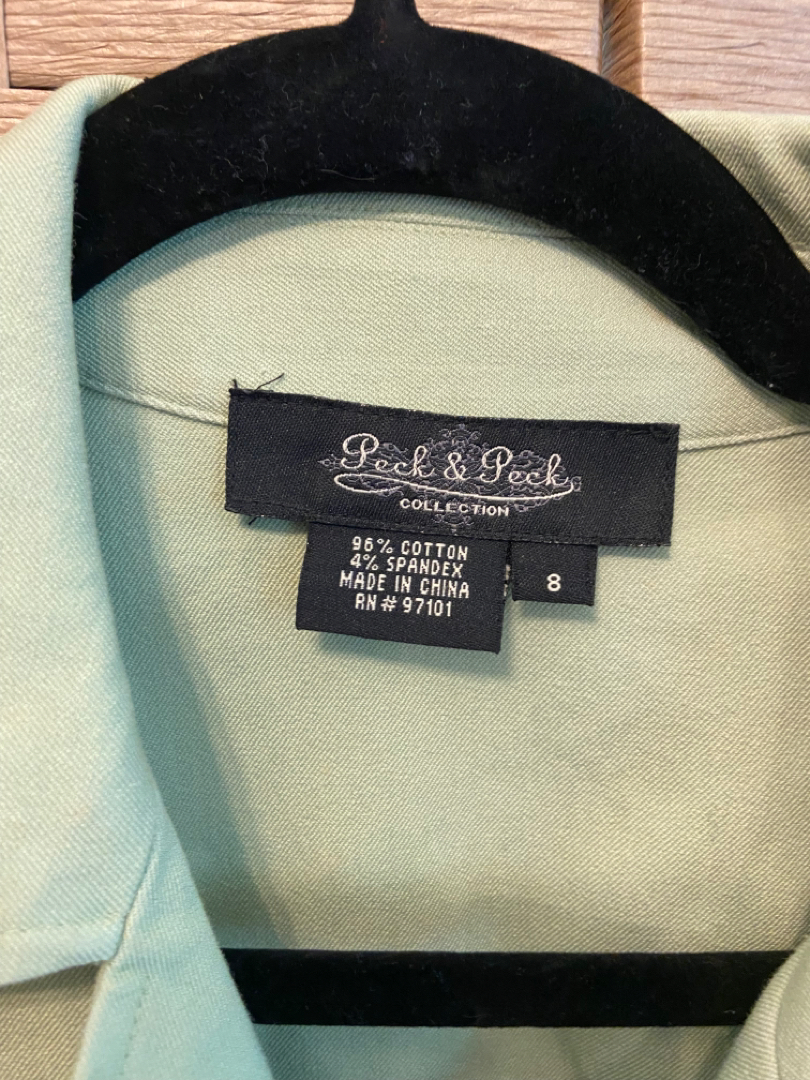 Peck & Peck
COLLECTION
96% COTTON
4% SPANDEX
MADE IN CHINA
RN# 97101
8